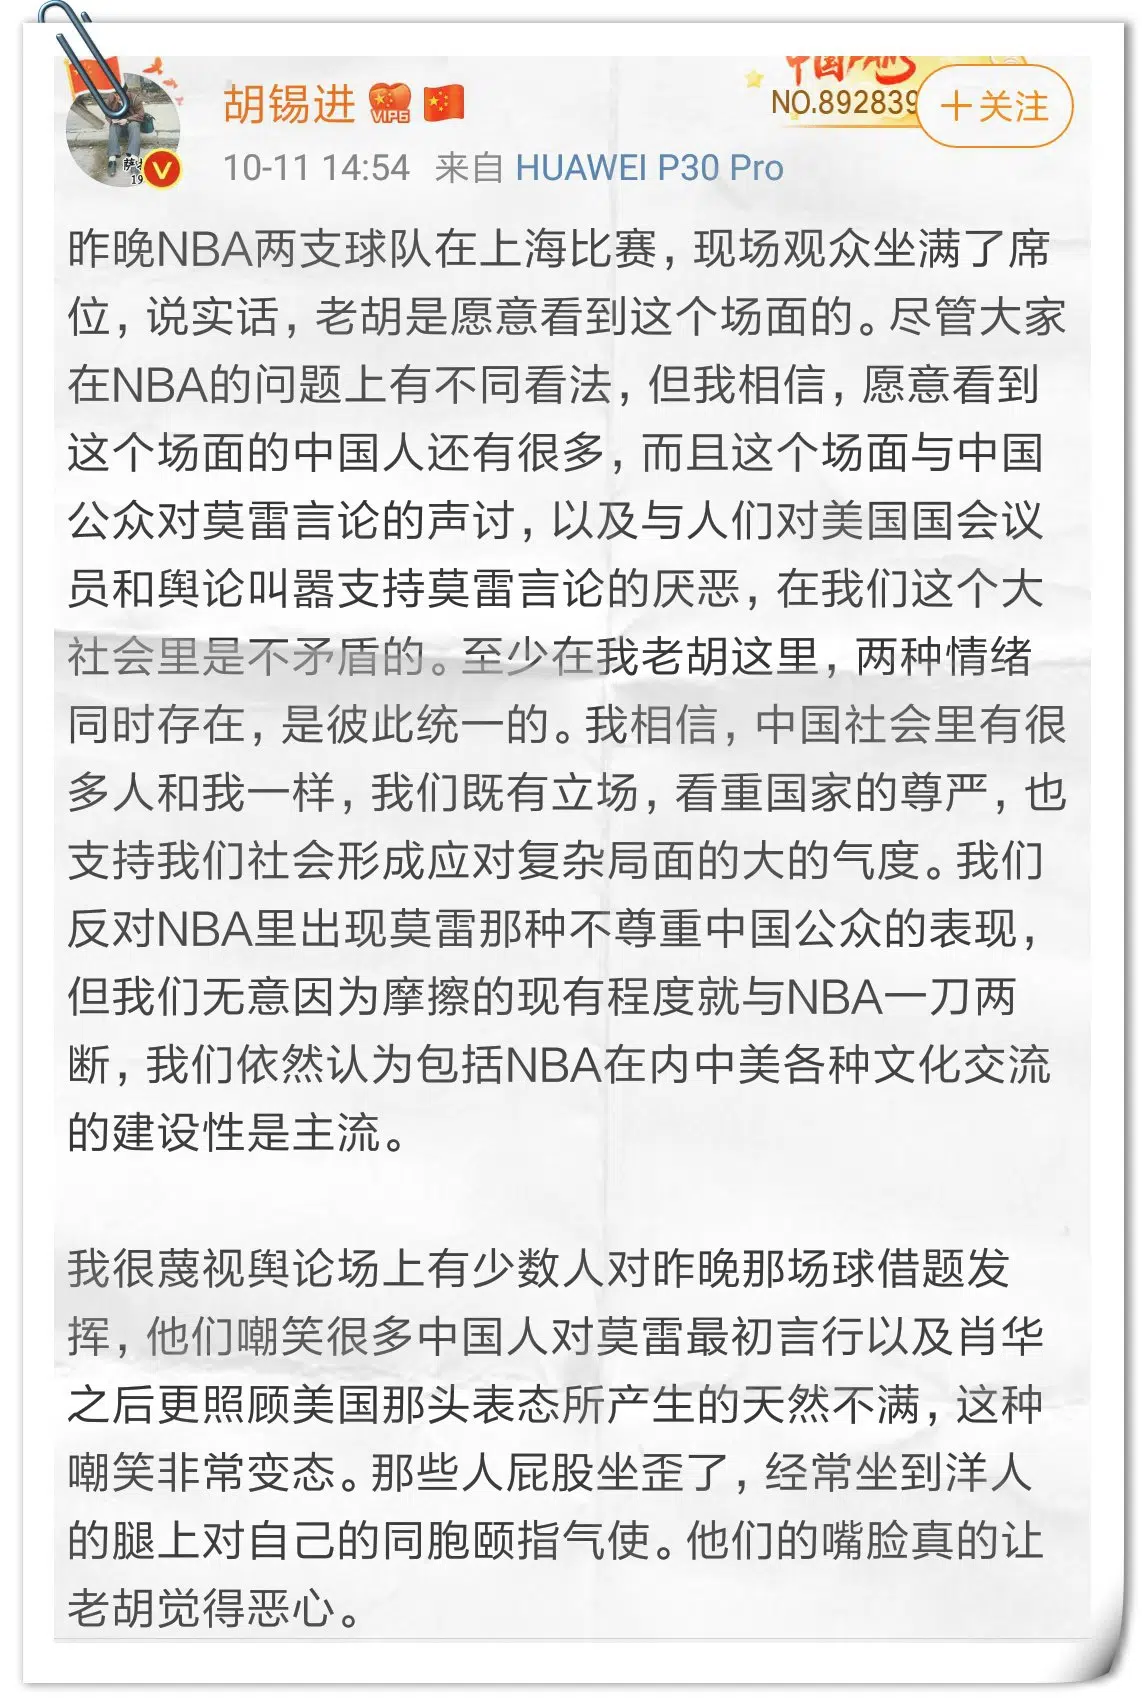 胡锡进 VIP6
NO.892839
＋关注
10-11 14:54 来自 HUAWEI P30 Pro
昨晚NBA两支球队在上海比赛，现场观众坐满了席
位，说实话，老胡是愿意看到这个场面的。尽管大家
在NBA的问题上有不同看法，但我相信，愿意看到
这个场面的中国人还有很多，而且这个场面与中国
公众对莫雷言论的声讨，以及与人们对美国国会议
员和舆论叫嚣支持莫雷言论的厌恶，在我们这个大
社会里是不矛盾的。至少在我老胡这里，两种情绪
同时存在，是彼此统一的。我相信，中国社会里有很
多人和我一样，我们既有立场，看重国家的尊严，也
支持我们社会形成应对复杂局面的大的气度。我们
反对NBA里出现莫雷那种不尊重中国公众的表现，
但我们无意因为摩擦的现有程度就与NBA一刀两
断，我们依然认为包括NBA在内中美各种文化交流
的建设性是主流。
我很蔑视舆论场上有少数人对昨晚那场球借题发
挥，他们嘲笑很多中国人对莫雷最初言行以及肖华
之后更照顾美国那头表态所产生的天然不满，这种
嘲笑非常变态。那些人屁股坐歪了，经常坐到洋人
的腿上对自己的同胞颐指气使。他们的嘴脸真的让
老胡觉得恶心。